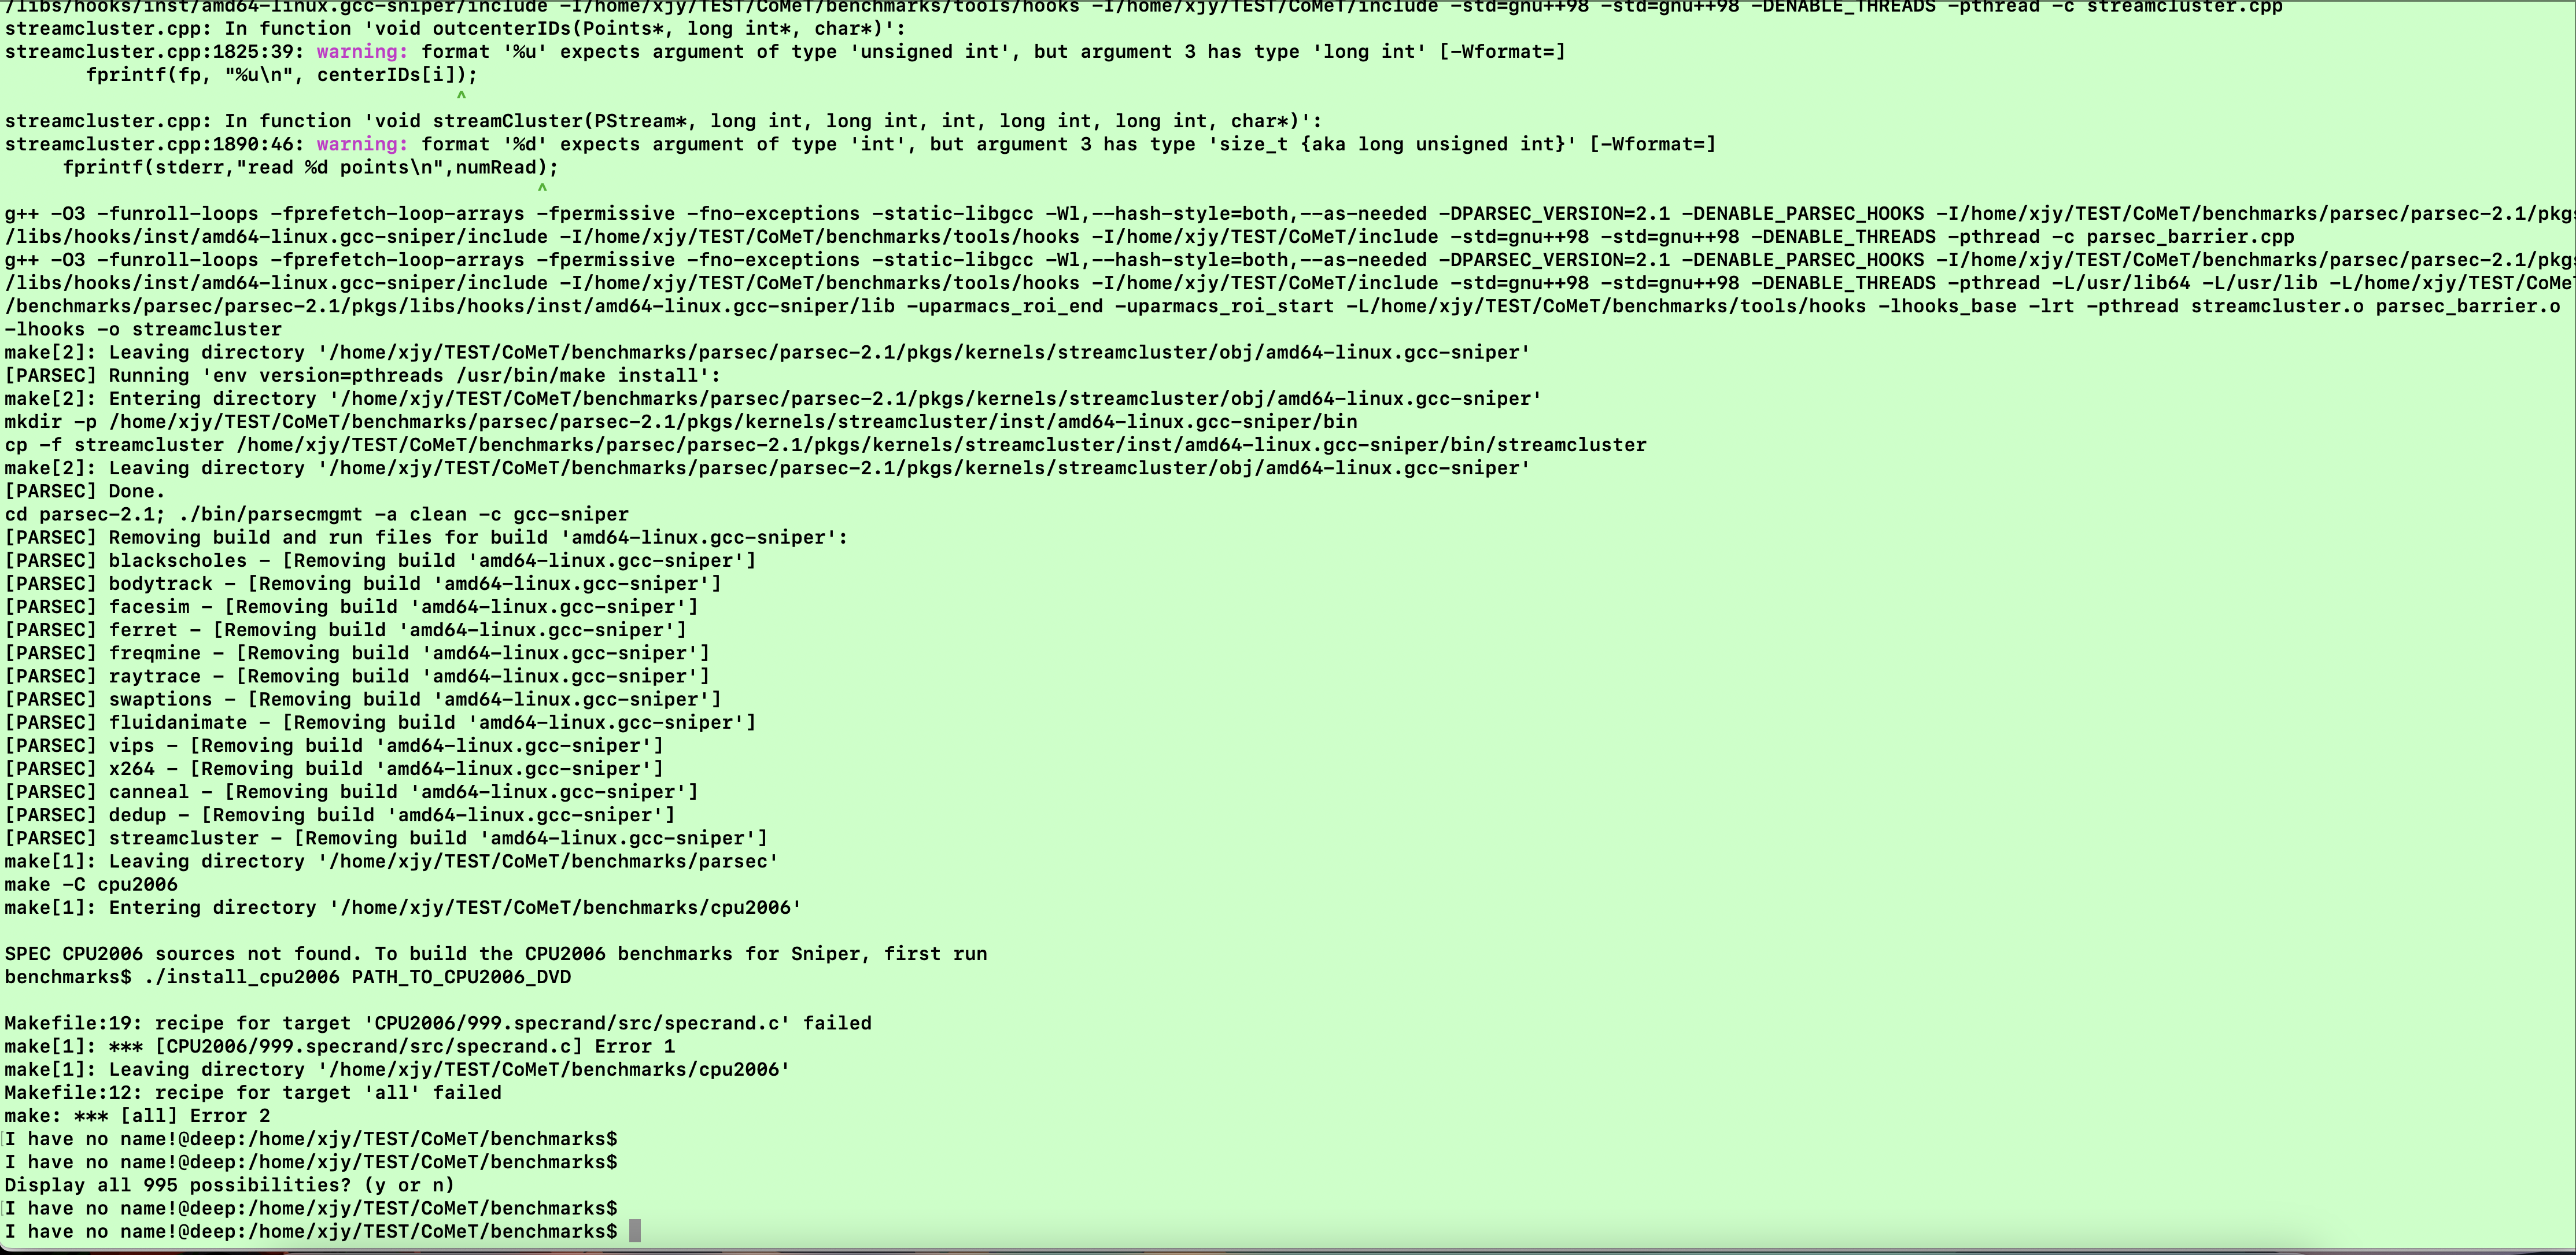 /libs/hooks/inst/amd64-linux.gcc-sniper/include -I/home/xjy/TEST/CoMeT/benchmarks/tools/hooks -I/home/xjy/TEST/CoMeT/include -std=gnu++98 -std=gnu++98 -DENABLE_THREADS -pthread -c streamcluster.cpp
streamcluster.cpp: In function 'void outcenterIDs(Points*, long int*, char*)':
streamcluster.cpp:1825:39: warning: format '%u' expects argument of type 'unsigned int', but argument 3 has type 'long int' [-Wformat=]
       fprintf(fp, "%u\n", centerIDs[i]);
                                       ^
streamcluster.cpp: In function 'void streamCluster(PStream*, long int, long int, int, long int, long int, char*)':
streamcluster.cpp:1890:46: warning: format '%d' expects argument of type 'int', but argument 3 has type 'size_t {aka long unsigned int}' [-Wformat=]
     fprintf(stderr,"read %d points\n",numRead);
                                              ^
g++ -O3 -funroll-loops -fprefetch-loop-arrays -fpermissive -fno-exceptions -static-libgcc -Wl,--hash-style=both,--as-needed -DPARSEC_VERSION=2.1 -DENABLE_PARSEC_HOOKS -I/home/xjy/TEST/CoMeT/benchmarks/parsec/parsec-2.1/pkgs
/libs/hooks/inst/amd64-linux.gcc-sniper/include -I/home/xjy/TEST/CoMeT/benchmarks/tools/hooks -I/home/xjy/TEST/CoMeT/include -std=gnu++98 -std=gnu++98 -DENABLE_THREADS -pthread -c parsec_barrier.cpp
g++ -O3 -funroll-loops -fprefetch-loop-arrays -fpermissive -fno-exceptions -static-libgcc -Wl,--hash-style=both,--as-needed -DPARSEC_VERSION=2.1 -DENABLE_PARSEC_HOOKS -I/home/xjy/TEST/CoMeT/benchmarks/parsec/parsec-2.1/pkgs
/libs/hooks/inst/amd64-linux.gcc-sniper/include -I/home/xjy/TEST/CoMeT/benchmarks/tools/hooks -I/home/xjy/TEST/CoMeT/include -std=gnu++98 -std=gnu++98 -DENABLE_THREADS -pthread -L/usr/lib64 -L/usr/lib -L/home/xjy/TEST/CoMeT
/benchmarks/parsec/parsec-2.1/pkgs/libs/hooks/inst/amd64-linux.gcc-sniper/lib -uparmacs_roi_end -uparmacs_roi_start -L/home/xjy/TEST/CoMeT/benchmarks/tools/hooks -lhooks_base -lrt -pthread streamcluster.o parsec_barrier.o
-lhooks -o streamcluster
make[2]: Leaving directory '/home/xjy/TEST/CoMeT/benchmarks/parsec/parsec-2.1/pkgs/kernels/streamcluster/obj/amd64-linux.gcc-sniper'
[PARSEC] Running 'env version=pthreads /usr/bin/make install':
make[2]: Entering directory '/home/xjy/TEST/CoMeT/benchmarks/parsec/parsec-2.1/pkgs/kernels/streamcluster/obj/amd64-linux.gcc-sniper'
mkdir -p /home/xjy/TEST/CoMeT/benchmarks/parsec/parsec-2.1/pkgs/kernels/streamcluster/inst/amd64-linux.gcc-sniper/bin
cp -f streamcluster /home/xjy/TEST/CoMeT/benchmarks/parsec/parsec-2.1/pkgs/kernels/streamcluster/inst/amd64-linux.gcc-sniper/bin/streamcluster
make[2]: Leaving directory '/home/xjy/TEST/CoMeT/benchmarks/parsec/parsec-2.1/pkgs/kernels/streamcluster/obj/amd64-linux.gcc-sniper'
[PARSEC] Done.
cd parsec-2.1; ./bin/parsecmgmt -a clean -c gcc-sniper
[PARSEC] Removing build and run files for build 'amd64-linux.gcc-sniper':
[PARSEC] blackscholes - [Removing build 'amd64-linux.gcc-sniper']
[PARSEC] bodytrack - [Removing build 'amd64-linux.gcc-sniper']
[PARSEC] facesim - [Removing build 'amd64-linux.gcc-sniper']
[PARSEC] ferret - [Removing build 'amd64-linux.gcc-sniper']
[PARSEC] freqmine - [Removing build 'amd64-linux.gcc-sniper']
[PARSEC] raytrace - [Removing build 'amd64-linux.gcc-sniper']
[PARSEC] swaptions - [Removing build 'amd64-linux.gcc-sniper']
[PARSEC] fluidanimate - [Removing build 'amd64-linux.gcc-sniper']
[PARSEC] vips - [Removing build 'amd64-linux.gcc-sniper']
[PARSEC] x264 - [Removing build 'amd64-linux.gcc-sniper']
[PARSEC] canneal - [Removing build 'amd64-linux.gcc-sniper']
[PARSEC] dedup - [Removing build 'amd64-linux.gcc-sniper']
[PARSEC] streamcluster - [Removing build 'amd64-linux.gcc-sniper']
make[1]: Leaving directory '/home/xjy/TEST/CoMeT/benchmarks/parsec'
make -C cpu2006
make[1]: Entering directory '/home/xjy/TEST/CoMeT/benchmarks/cpu2006'

SPEC CPU2006 sources not found. To build the CPU2006 benchmarks for Sniper, first run
benchmarks$ ./install_cpu2006 PATH_TO_CPU2006_DVD

Makefile:19: recipe for target 'CPU2006/999.specrand/src/specrand.c' failed
make[1]: *** [CPU2006/999.specrand/src/specrand.c] Error 1
make[1]: Leaving directory '/home/xjy/TEST/CoMeT/benchmarks/cpu2006'
Makefile:12: recipe for target 'all' failed
make: *** [all] Error 2
I have no name!@deep:/home/xjy/TEST/CoMeT/benchmarks$
I have no name!@deep:/home/xjy/TEST/CoMeT/benchmarks$
Display all 995 possibilities? (y or n)
I have no name!@deep:/home/xjy/TEST/CoMeT/benchmarks$
I have no name!@deep:/home/xjy/TEST/CoMeT/benchmarks$